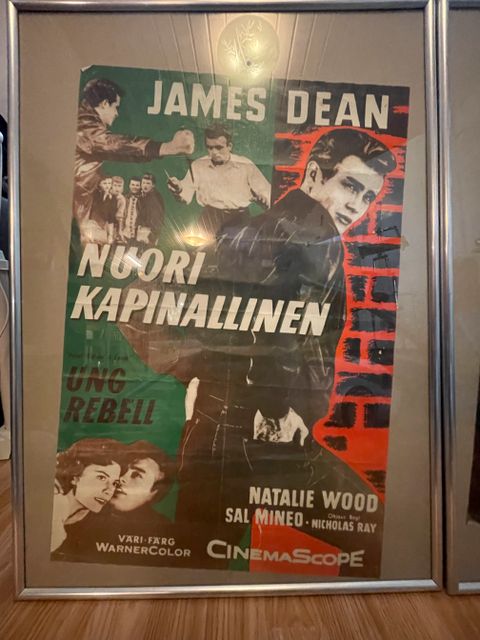 JAMES DEAN
NUORI
KAPINALLINEN
UNG
REBELL
NATALIE WOOD
SAL MINEO • NICHOLAS RAY
VÄRI-FÄRG
WARNERCOLOR
CINEMASCOPE